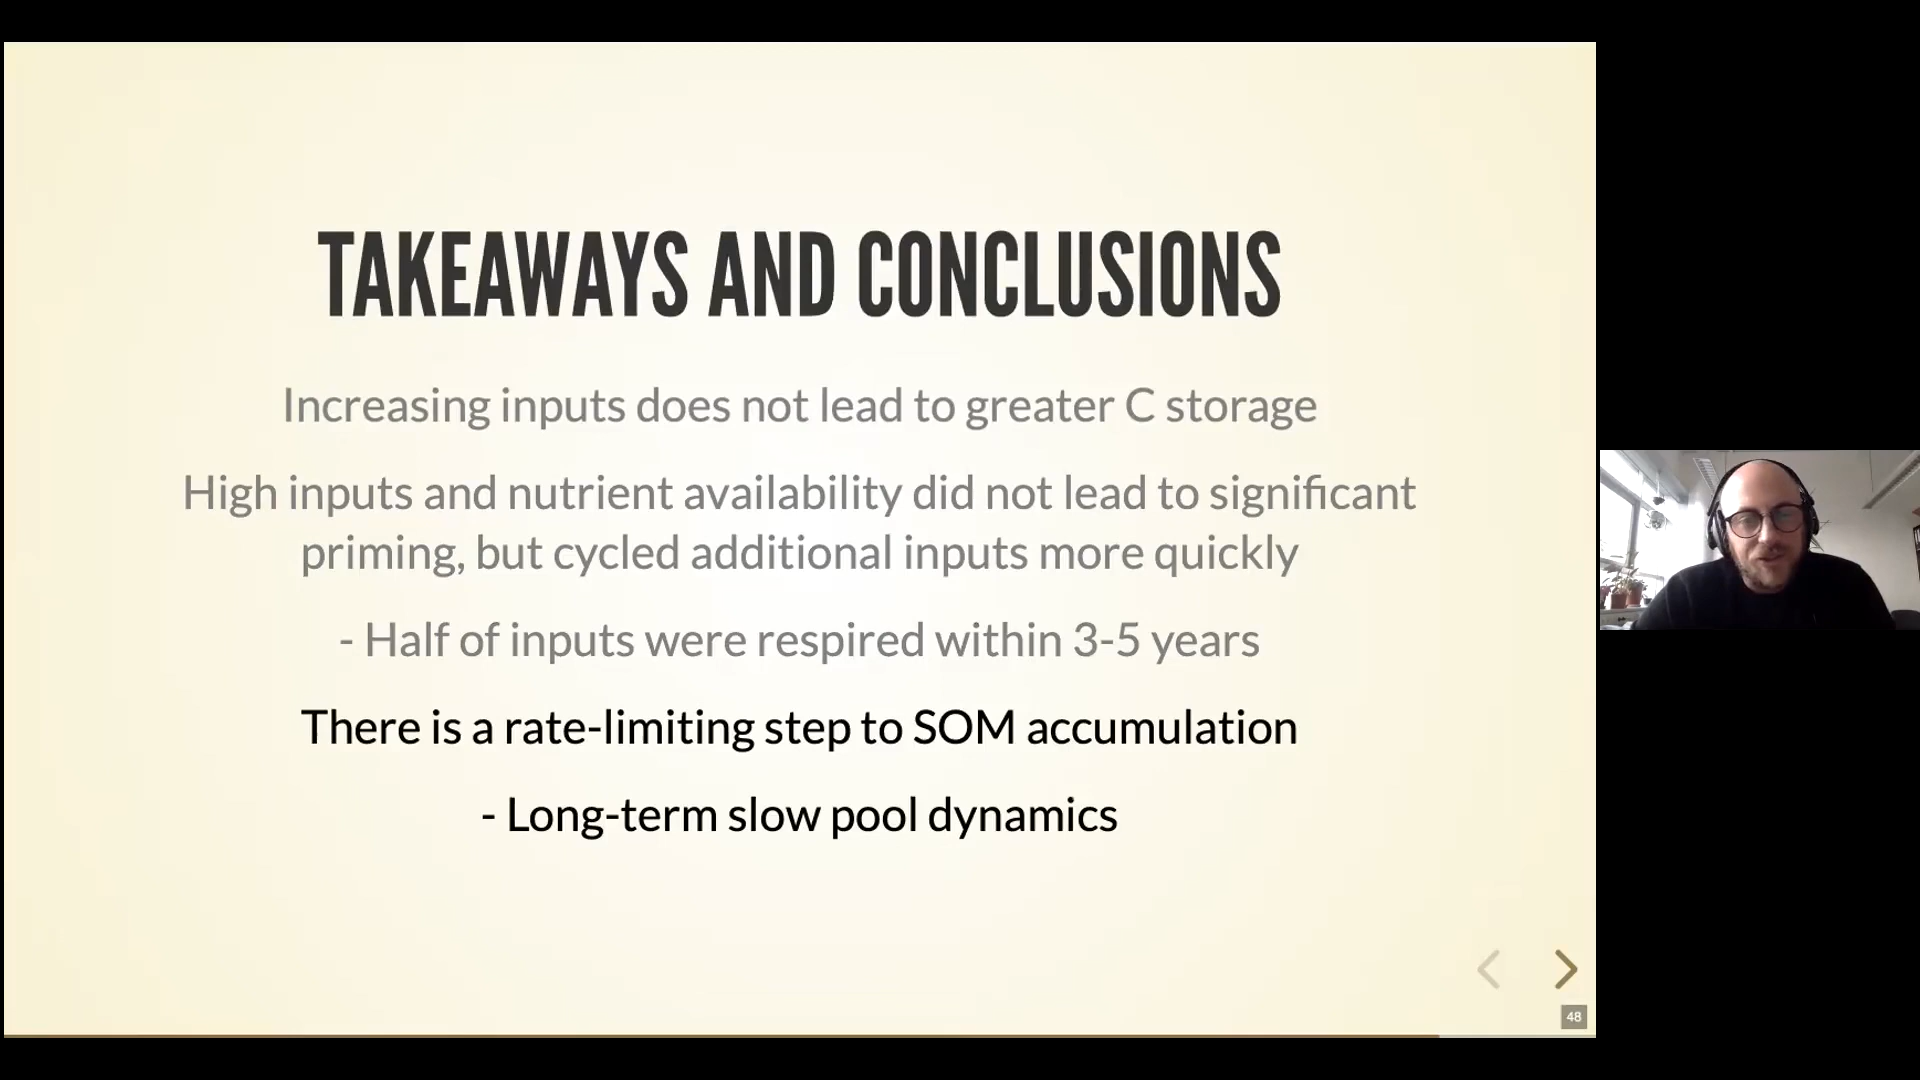 TAKEAWAYS AND CONCLUSIONS
Increasing inputs does not lead to greater C storage
High inputs and nutrient availability did not lead to significant
priming, but cycled additional inputs more quickly
- Half of inputs were respired within 3-5 years
There is a rate-limiting step to SOM accumulation
- Long-term slow pool dynamics
48